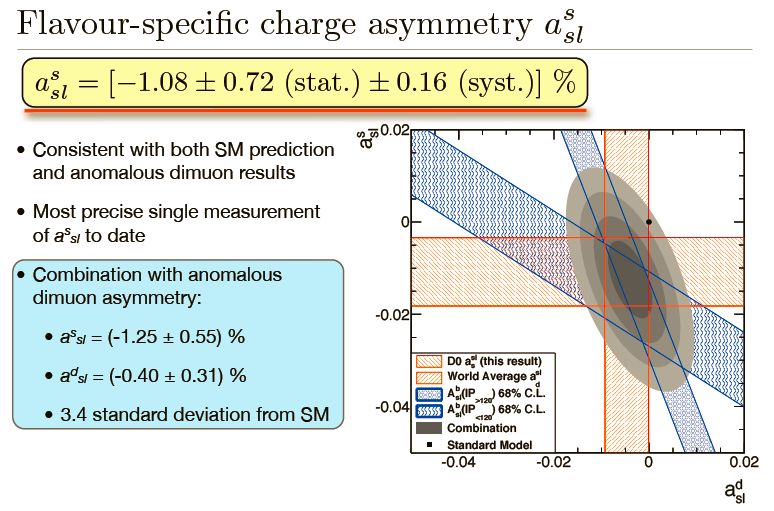 Flavour-specific charge asymmetry a^s_sl
a^s_sl = [−1.08 ± 0.72 (stat.) ± 0.16 (syst.)] %
• Consistent with both SM prediction
and anomalous dimuon results
• Most precise single measurement
of a^s_sl to date
• Combination with anomalous
dimuon asymmetry:
• a^s_sl = (-1.25 ± 0.55) %
• a^d_sl = (-0.40 ± 0.31) %
• 3.4 standard deviation from SM
a^s_sl
0.02
0
-0.02
-0.04
D0 a^sl_s (this result)
World Average a^sl_d
A^b_sl(IP_>120) 68% C.L.
A^b_sl(IP_<120) 68% C.L.
Combination
Standard Model
-0.04
-0.02
0
0.02
a^d_sl